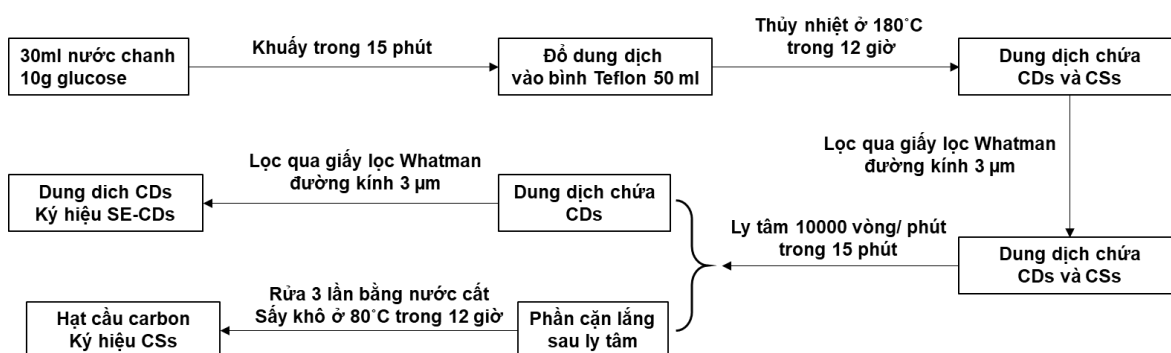 30ml nước chanh
10g glucose
Khuấy trong 15 phút
Đổ dung dịch
vào bình Teflon 50 ml
Thủy nhiệt ở 180˚C
trong 12 giờ
Dung dịch chứa
CDs và CSs
Lọc qua giấy lọc Whatman
đường kính 3 µm
Dung dịch chứa
CDs và CSs
Ly tâm 10000 vòng/ phút
trong 15 phút
Dung dịch chứa
CDs
Lọc qua giấy lọc Whatman
đường kính 3 µm
Dung dich CDs
Ký hiệu SE-CDs
Phần cặn lắng
sau ly tâm
Rửa 3 lần bằng nước cất
Sấy khô ở 80˚C trong 12 giờ
Hạt cầu carbon
Ký hiệu CSs